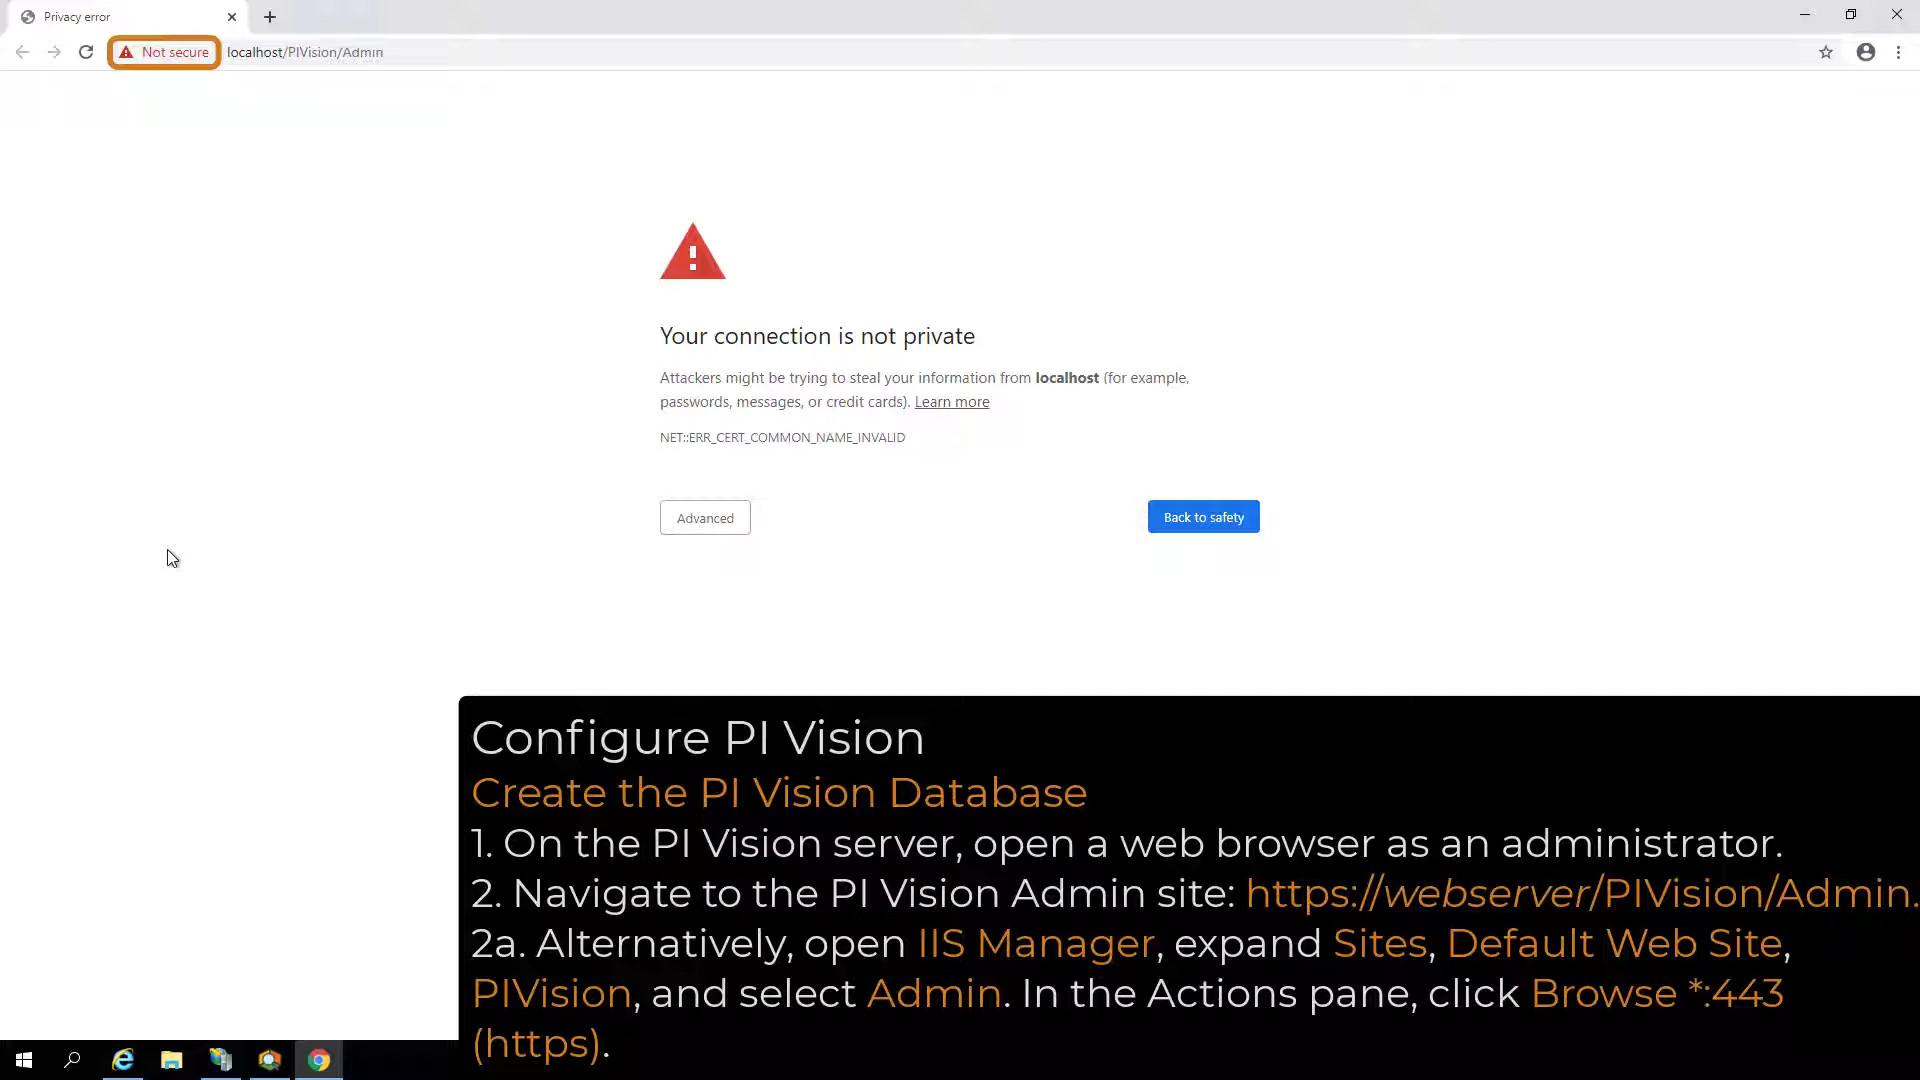 Privacy error
Not secure localhost/PIVision/Admin
Your connection is not private
Attackers might be trying to steal your information from localhost (for example,
passwords, messages, or credit cards). Learn more
NET::ERR_CERT_COMMON_NAME_INVALID
Advanced
Back to safety
Configure PI Vision
Create the PI Vision Database
1. On the PI Vision server, open a web browser as an administrator.
2. Navigate to the PI Vision Admin site: https://webserver/PIVision/Admin.
2a. Alternatively, open IIS Manager, expand Sites, Default Web Site,
PIVision, and select Admin. In the Actions pane, click Browse *:443
(https).